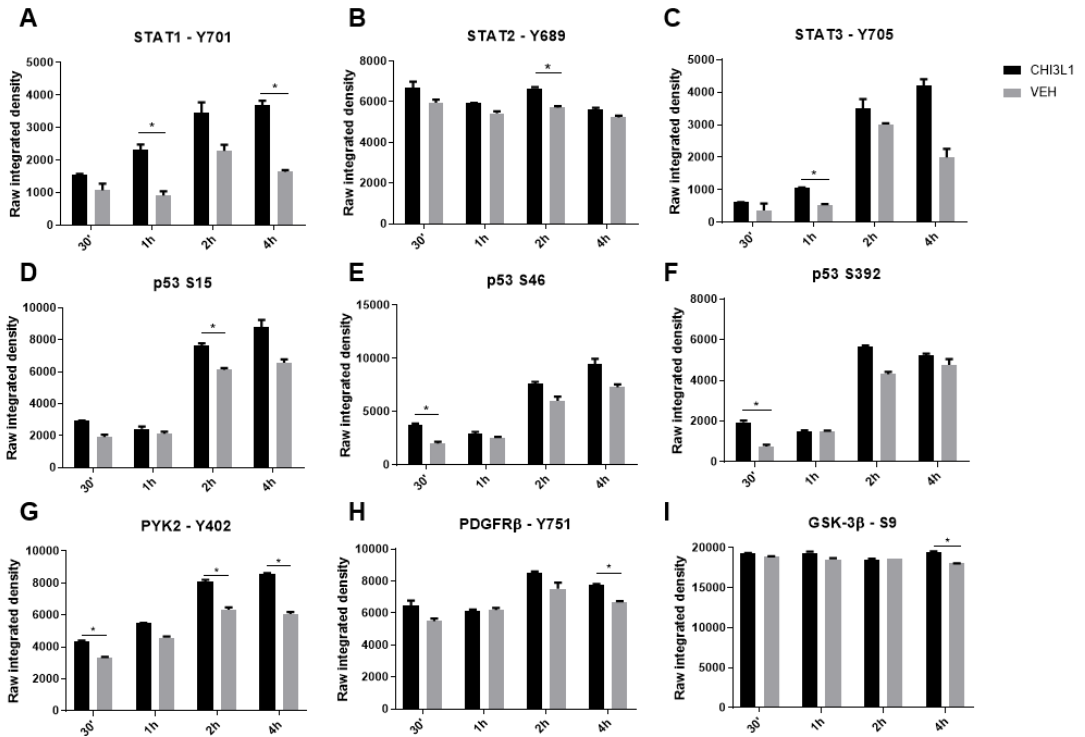 A
STAT1 - Y701
Raw integrated density
5000
4000
3000
2000
1000
0
30'
1h
2h
4h
*
*
B
STAT2 - Y689
Raw integrated density
8000
6000
4000
2000
0
30'
1h
2h
4h
*
C
STAT3 - Y705
Raw integrated density
5000
4000
3000
2000
1000
0
30'
1h
2h
4h
*
CHI3L1
VEH
D
p53 S15
Raw integrated density
10000
8000
6000
4000
2000
0
30'
1h
2h
4h
*
E
p53 S46
Raw integrated density
15000
10000
5000
0
30'
1h
2h
4h
*
F
p53 S392
Raw integrated density
8000
6000
4000
2000
0
30'
1h
2h
4h
*
G
PYK2 - Y402
Raw integrated density
10000
8000
6000
4000
2000
0
30'
1h
2h
4h
*
*
*
H
PDGFRβ - Y751
Raw integrated density
10000
8000
6000
4000
2000
0
30'
1h
2h
4h
*
I
GSK-3β - S9
Raw integrated density
20000
15000
10000
5000
0
30'
1h
2h
4h
*